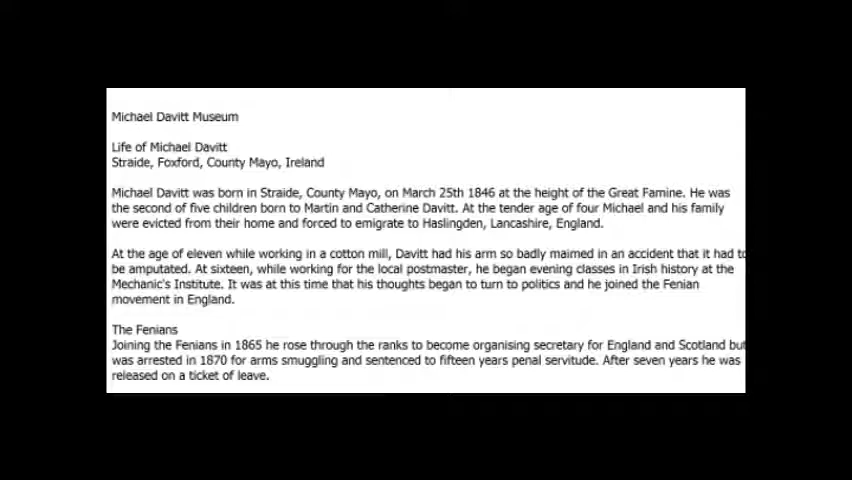 Michael Davitt Museum
Life of Michael Davitt
Straide, Foxford, County Mayo, Ireland
Michael Davitt was born in Straide, County Mayo, on March 25th 1846 at the height of the Great Famine. He was
the second of five children born to Martin and Catherine Davitt. At the tender age of four Michael and his family
were evicted from their home and forced to emigrate to Haslingden, Lancashire, England.
At the age of eleven while working in a cotton mill, Davitt had his arm so badly maimed in an accident that it had to
be amputated. At sixteen, while working for the local postmaster, he began evening classes in Irish history at the
Mechanic's Institute. It was at this time that his thoughts began to turn to politics and he joined the Fenian
movement in England.
The Fenians
Joining the Fenians in 1865 he rose through the ranks to become organising secretary for England and Scotland but
was arrested in 1870 for arms smuggling and sentenced to fifteen years penal servitude. After seven years he was
released on a ticket of leave.